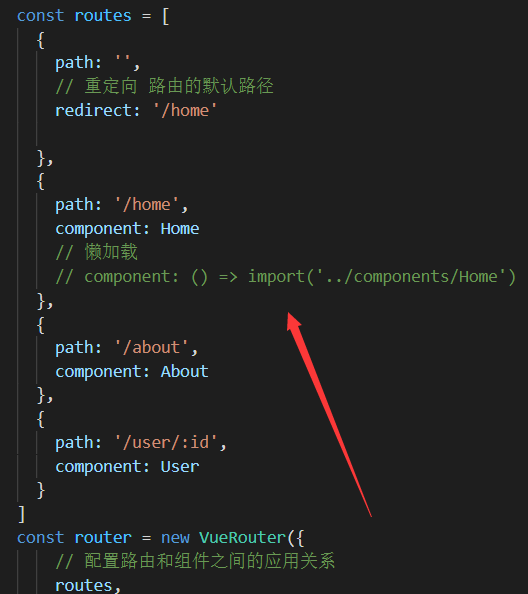 const routes = [
{
path: '',
// 重定向 路由的默认路径
redirect: '/home'
},
{
path: '/home',
component: Home
// 懒加载
// component: () => import('../components/Home')
},
{
path: '/about',
component: About
},
{
path: '/user/:id',
component: User
}
]
const router = new VueRouter({
// 配置路由和组件之间的应用关系
routes,